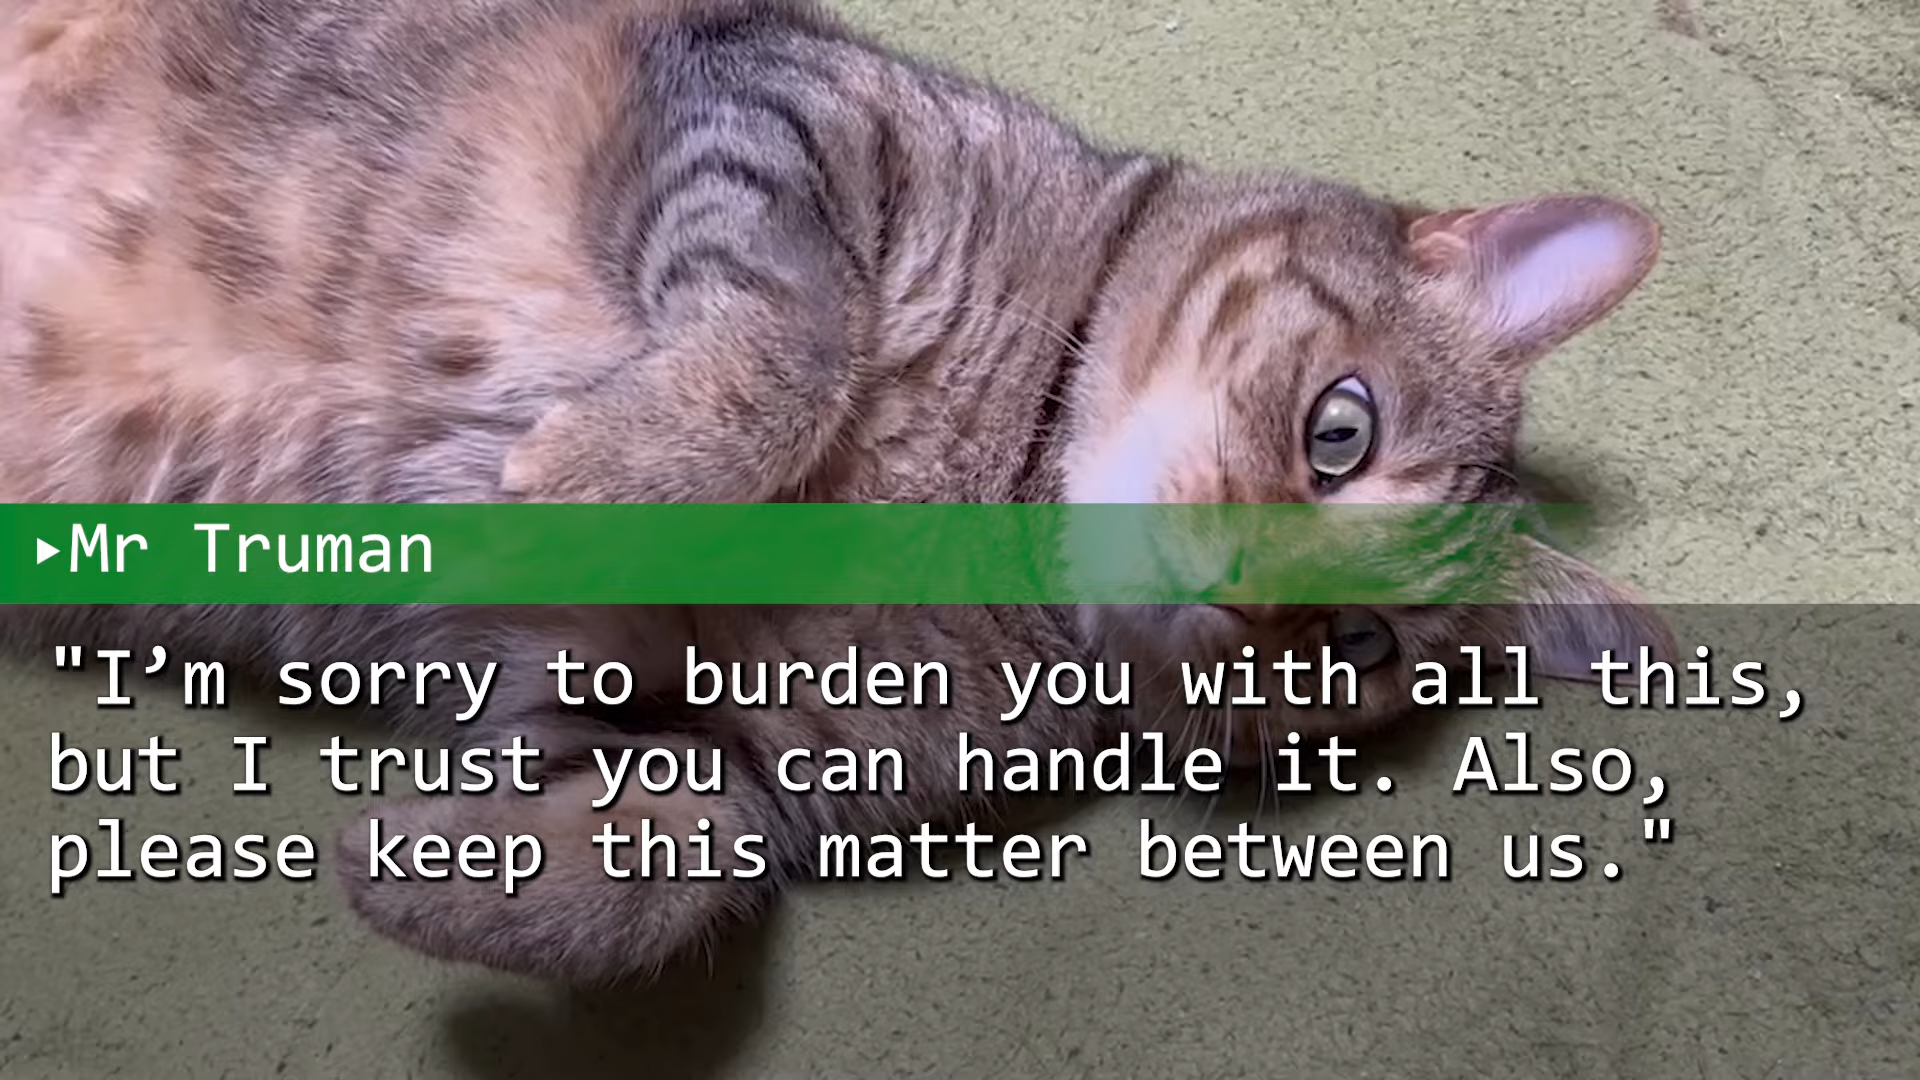 ▶Mr Truman
"I’m sorry to burden you with all this,
but I trust you can handle it. Also,
please keep this matter between us."